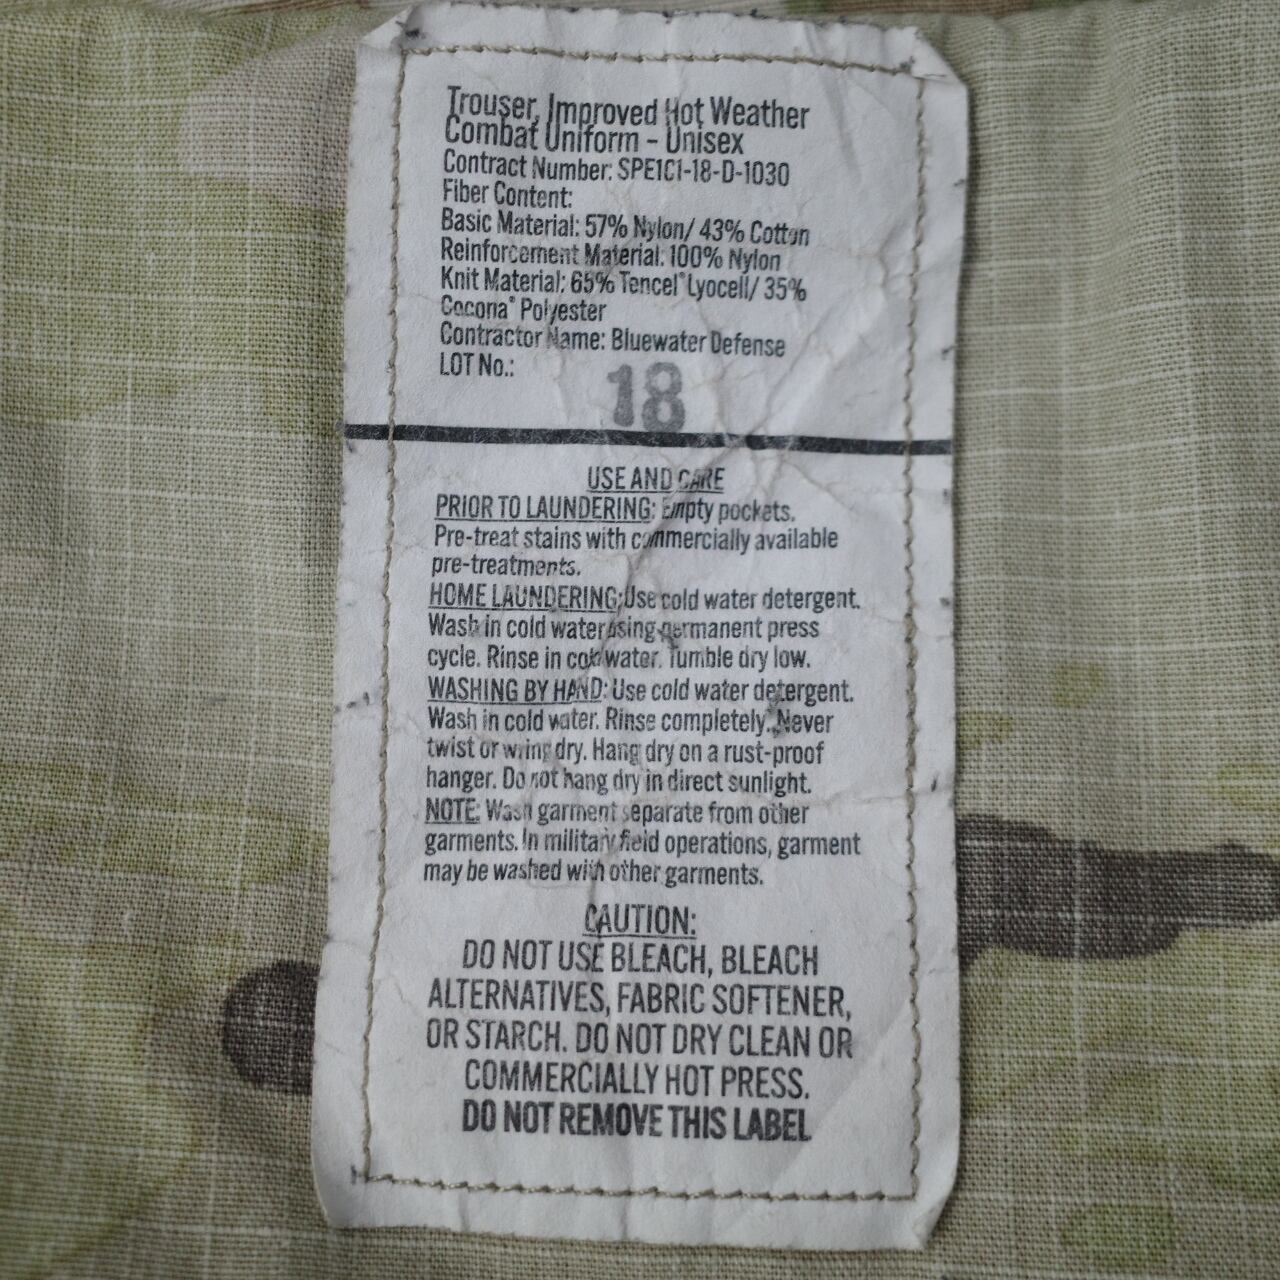 Trouser, Improved Hot Weather
Combat Uniform - Unisex
Contract Number: SPE1C1-18-D-1030
Fiber Content:
Basic Material: 57% Nylon/ 43% Cotton
Reinforcement Material: 100% Nylon
Knit Material: 65% Tencel® Lyocell/ 35%
Cocona® Polyester
Contractor Name: Bluewater Defense
LOT No.:
18
USE AND CARE
PRIOR TO LAUNDERING: Empty pockets.
Pre-treat stains with commercially available
pre-treatments.
HOME LAUNDERING: Use cold water detergent.
Wash in cold water using permanent press
cycle. Rinse in cold water. Tumble dry low.
WASHING BY HAND: Use cold water detergent.
Wash in cold water. Rinse completely. Never
twist or wring dry. Hang dry on a rust-proof
hanger. Do not hang dry in direct sunlight.
NOTE: Wash garment separate from other
garments. In military field operations, garment
may be washed with other garments.
CAUTION:
DO NOT USE BLEACH, BLEACH
ALTERNATIVES, FABRIC SOFTENER,
OR STARCH. DO NOT DRY CLEAN OR
COMMERCIALLY HOT PRESS.
DO NOT REMOVE THIS LABEL